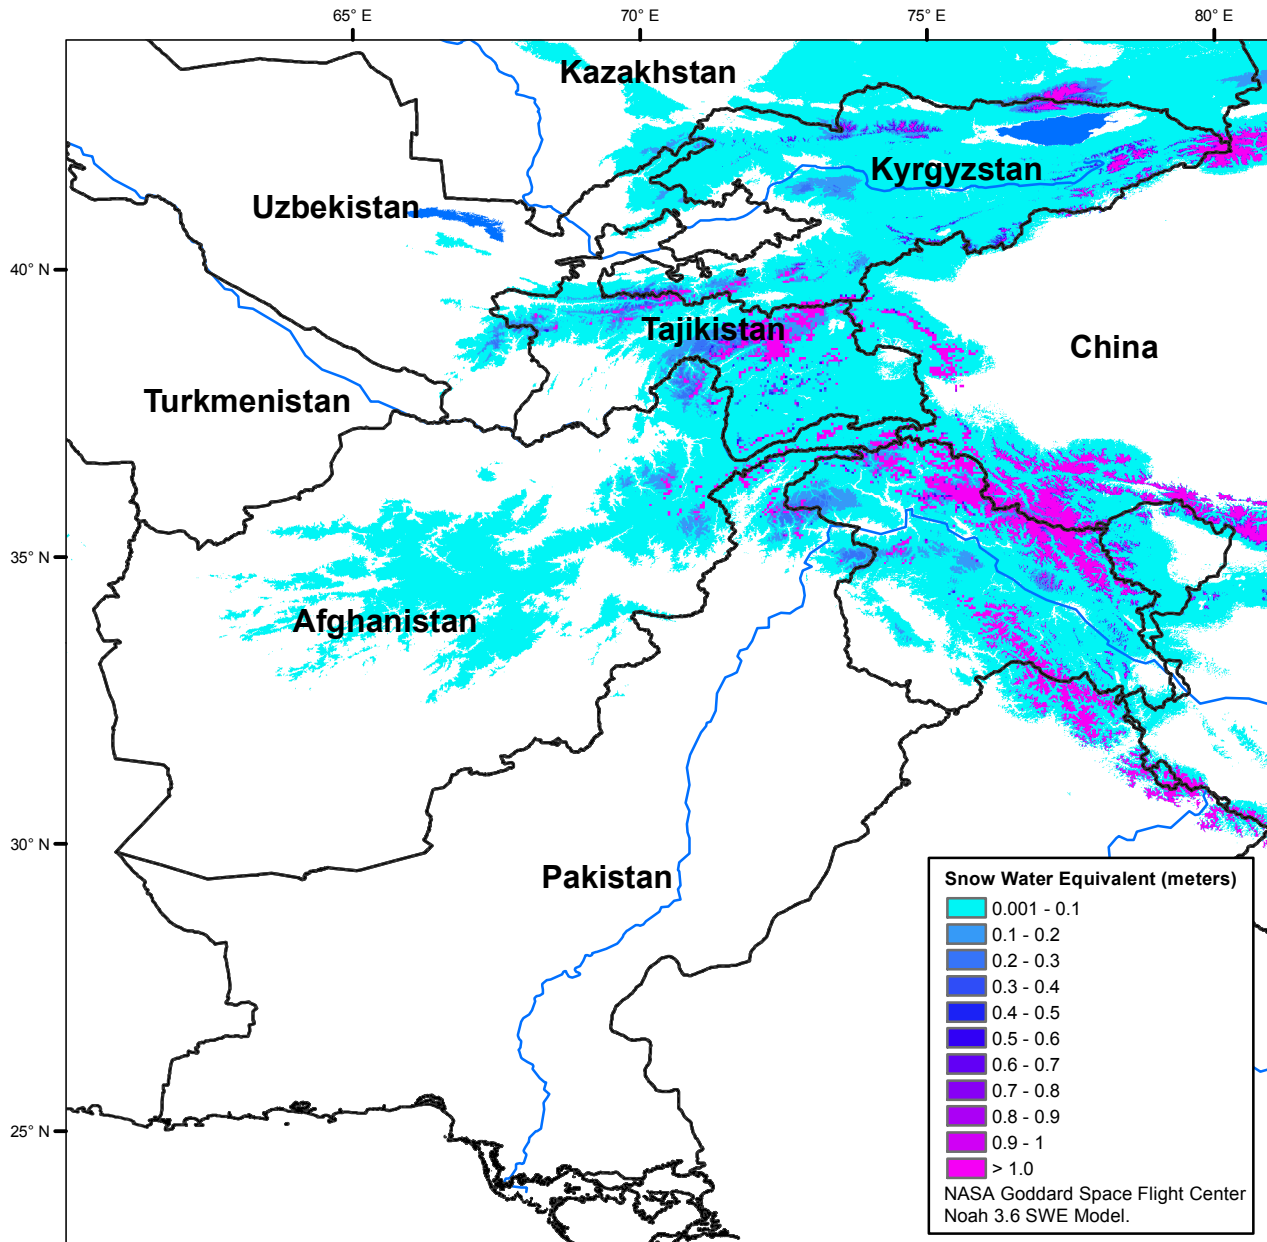 65° E
70° E
75° E
80° E
Kazakhstan
Kyrgyzstan
Uzbekistan
40° N
Tajikistan
China
Turkmenistan
35° N
Afghanistan
30° N
Pakistan
25° N
Snow Water Equivalent (meters)
0.001 - 0.1
0.1 - 0.2
0.2 - 0.3
0.3 - 0.4
0.4 - 0.5
0.5 - 0.6
0.6 - 0.7
0.7 - 0.8
0.8 - 0.9
0.9 - 1
> 1.0
NASA Goddard Space Flight Center
Noah 3.6 SWE Model.